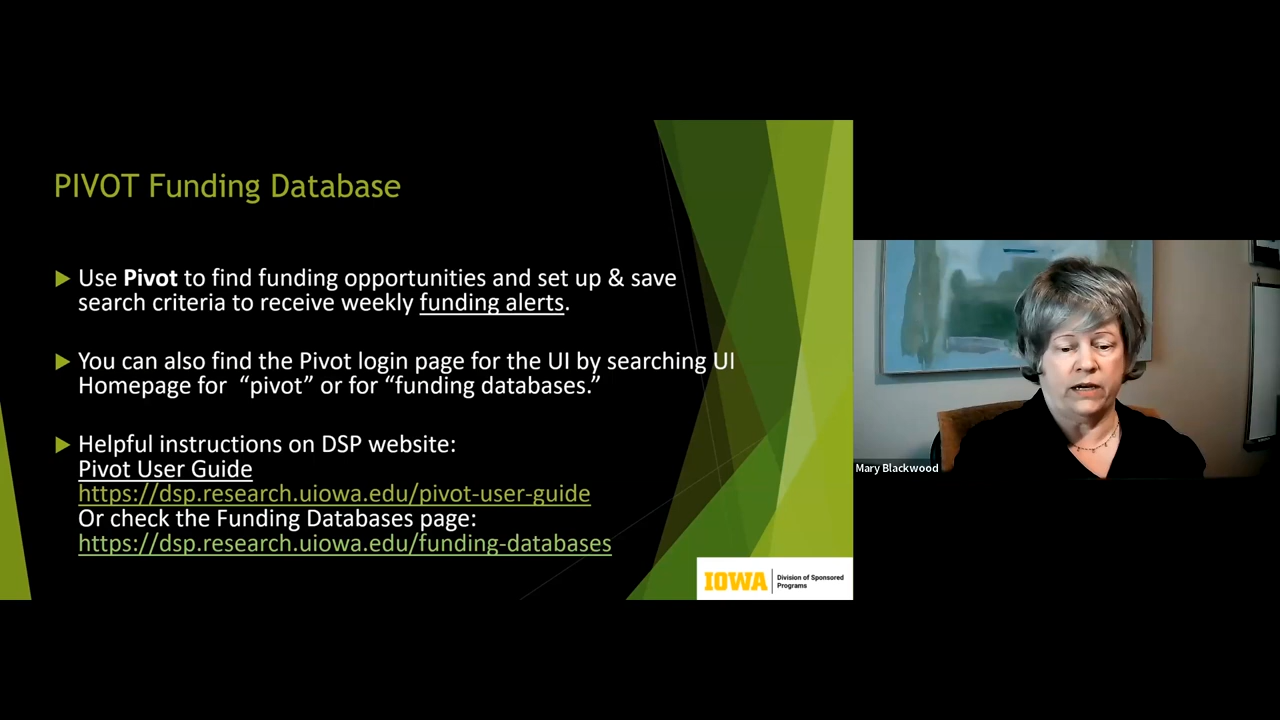 PIVOT Funding Database
Use Pivot to find funding opportunities and set up & save
search criteria to receive weekly funding alerts.
You can also find the Pivot login page for the UI by searching UI
Homepage for “pivot” or for “funding databases.”
Helpful instructions on DSP website:
Pivot User Guide
https://dsp.research.uiowa.edu/pivot-user-guide
Or check the Funding Databases page:
https://dsp.research.uiowa.edu/funding-databases
IOWA
Division of Sponsored
Programs
Mary Blackwood